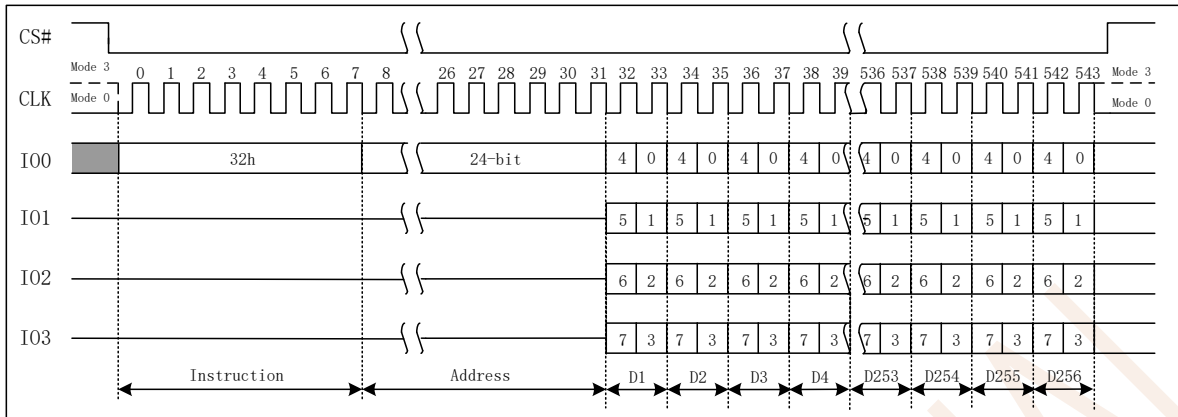 CS#
Mode 3 0 1 2 3 4 5 6 7 8 26 27 28 29 30 31 32 33 34 35 36 37 38 39 536 537 538 539 540 541 542 543 Mode 3
CLK Mode 0 Mode 0
IO0 32h 24-bit 4 0 4 0 4 0 4 0 4 0 4 0 4 0 4 0
IO1 5 1 5 1 5 1 5 1 5 1 5 1 5 1 5 1
IO2 6 2 6 2 6 2 6 2 6 2 6 2 6 2 6 2
IO3 7 3 7 3 7 3 7 3 7 3 7 3 7 3 7 3
Instruction Address D1 D2 D3 D4 D253 D254 D255 D256